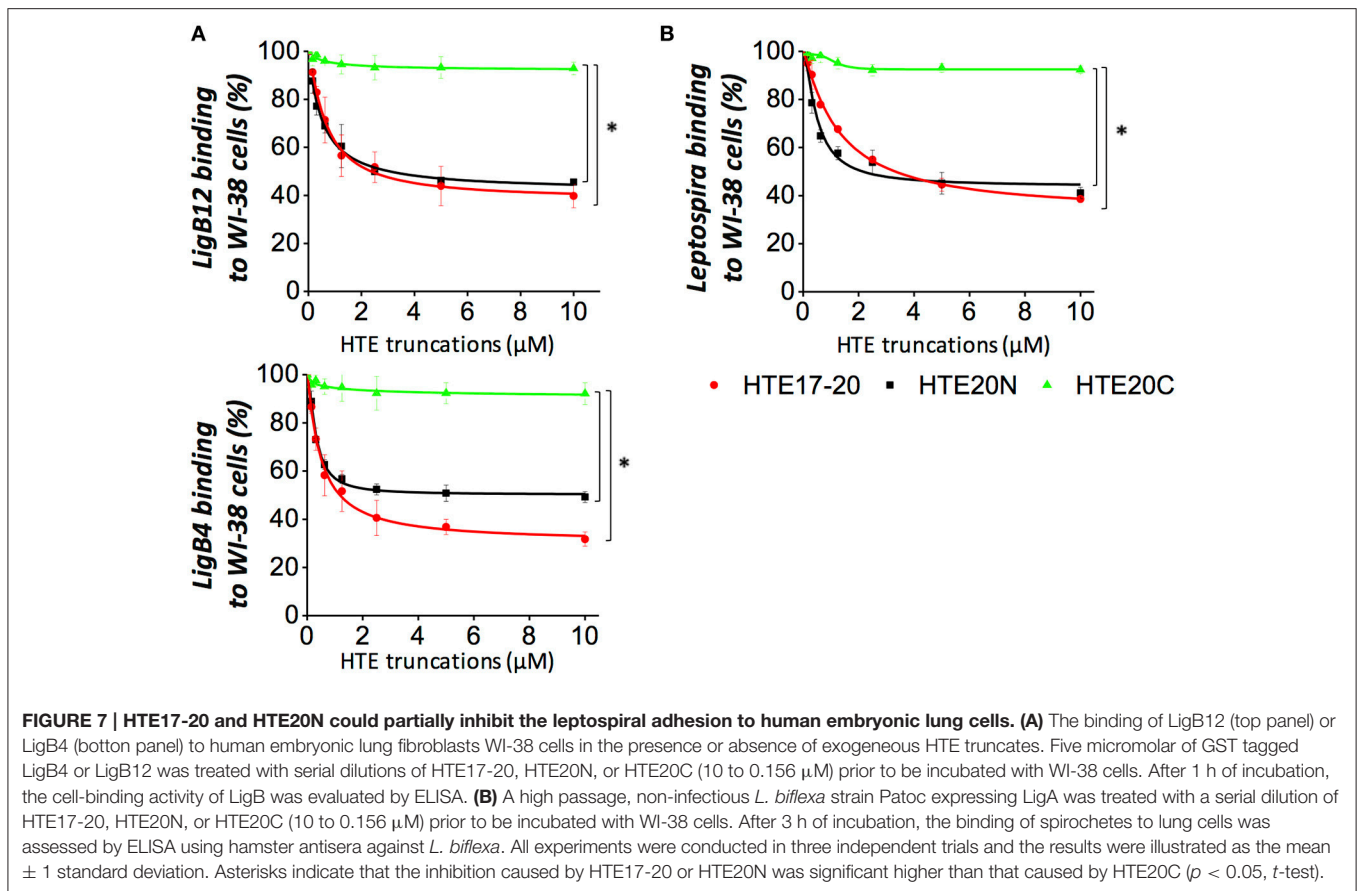 A
100
80
60
40
20
0
LigB12 binding
to WI-38 cells (%)
*
0 2 4 6 8 10
HTE truncations (μM)
B
100
80
60
40
20
0
Leptospira binding
to WI-38 cells (%)
*
0 2 4 6 8 10
HTE truncations (μM)
HTE17-20 HTE20N HTE20C
100
80
60
40
20
0
LigB4 binding
to WI-38 cells (%)
*
0 2 4 6 8 10
HTE truncations (μM)
FIGURE 7 | HTE17-20 and HTE20N could partially inhibit the leptospiral adhesion to human embryonic lung cells. (A) The binding of LigB12 (top panel) or
LigB4 (botton panel) to human embryonic lung fibroblasts WI-38 cells in the presence or absence of exogeneous HTE truncates. Five micromolar of GST tagged
LigB4 or LigB12 was treated with serial dilutions of HTE17-20, HTE20N, or HTE20C (10 to 0.156 μM) prior to be incubated with WI-38 cells. After 1 h of incubation,
the cell-binding activity of LigB was evaluated by ELISA. (B) A high passage, non-infectious L. biflexa strain Patoc expressing LigA was treated with a serial dilution of
HTE17-20, HTE20N, or HTE20C (10 to 0.156 μM) prior to be incubated with WI-38 cells. After 3 h of incubation, the binding of spirochetes to lung cells was
assessed by ELISA using hamster antisera against L. biflexa. All experiments were conducted in three independent trials and the results were illustrated as the mean
± 1 standard deviation. Asterisks indicate that the inhibition caused by HTE17-20 or HTE20N was significant higher than that caused by HTE20C (p < 0.05, t-test).